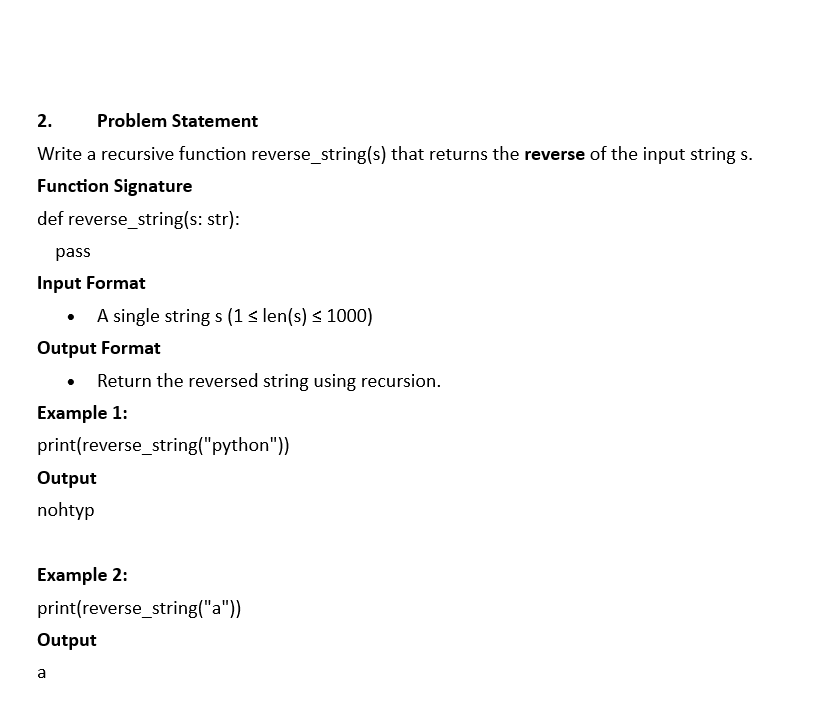 2. Problem Statement
Write a recursive function reverse_string(s) that returns the reverse of the input string s.
Function Signature
def reverse_string(s: str):
pass
Input Format
• A single string s (1 ≤ len(s) ≤ 1000)
Output Format
• Return the reversed string using recursion.
Example 1:
print(reverse_string("python"))
Output
nohtyp
Example 2:
print(reverse_string("a"))
Output
a